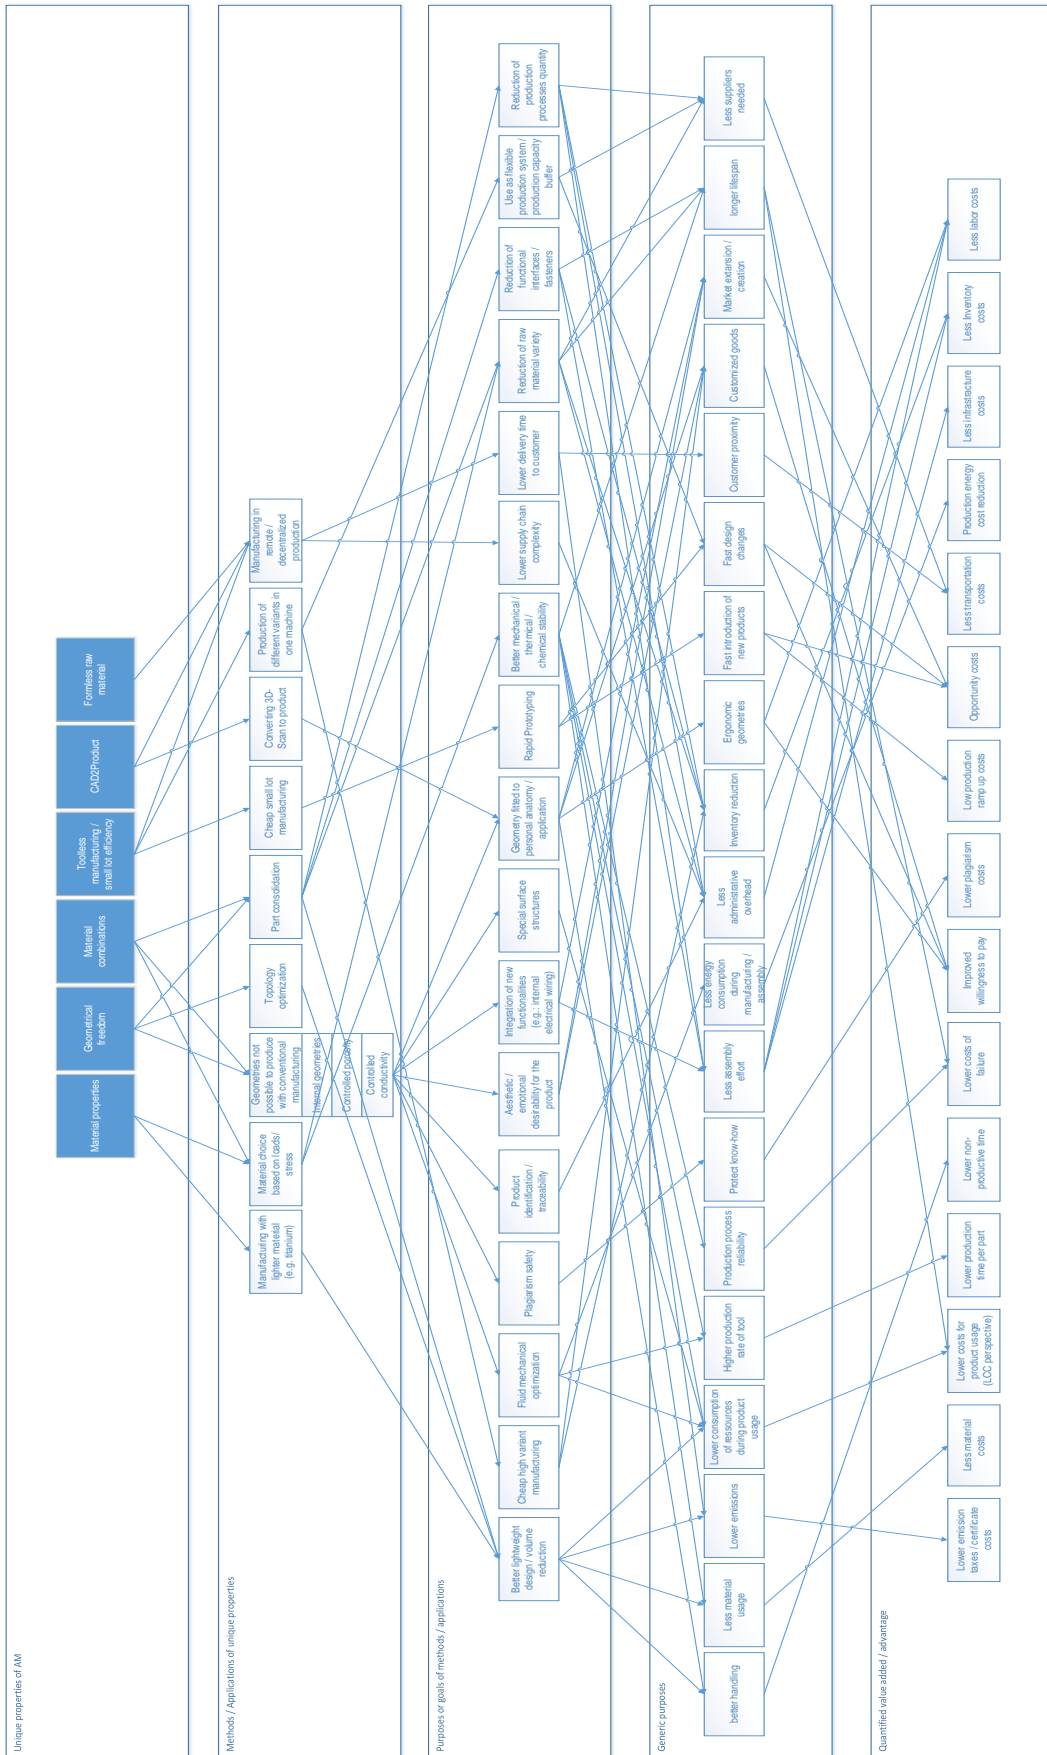 Unique properties of AM
Material properties
Geometrical
freedom
Material
combinations
Toolless
manufacturing /
small lot efficiency
CAD2Product
Formless raw
material
Methods / Applications of unique properties
Manufacturing with
lighter material
(e.g. titanium)
Material choice
based on loads/
stress
Geometries not
possible to produce
with conventional
manufacturing
Internal geometries
Controlled porosity
Controlled
conductivity
Topology
optimization
Part consolidation
Cheap small lot
manufacturing
Converting 3D-
Scan to product
Production of
different variants in
one machine
Manufacturing in
remote /
decentralized
production
Purposes or goals of methods / applications
Better lightweight
design / volume
reduction
Cheap high variant
manufacturing
Fluid mechanical
optimization
Plagiarism safety
Product
identification /
traceability
Aesthetic /
emotional
desirability for the
product
Integration of new
functionalities
(e.g.: internal
electrical wiring)
Special surface
structures
Geometry fitted to
personal anatomy /
application
Rapid Prototyping
Better mechanical /
thermical /
chemical stability
Lower supply chain
complexity
Lower delivery time
to customer
Reduction of raw
material variety
Reduction of
functional
interfaces /
fasteners
Use as flexible
production system /
production capacity
buffer
Reduction of
production
processes quantity
Generic purposes
better handling
Less material
usage
Lower emissions
Lower consumption
of ressources
during product
usage
Higher production
rate of tool
Production process
reliability
Protect know-how
Less assembly
effort
Less energy
consumption
during
manufacturing /
assembly
Less
administrative
overhead
Inventory reduction
Ergonomic
geometries
Fast introduction of
new products
Fast design
changes
Customer proximity
Customized goods
Market expansion /
creation
longer lifespan
Less suppliers
needed
Quantified value added / advantage
Lower emission
taxes / certificate
costs
Less material
costs
Lower costs for
product usage
(LCC perspective)
Lower production
time per part
Lower non-
productive time
Lower costs of
failure
Improved
willingness to pay
Lower plagiarism
costs
Low production
ramp up costs
Opportunity costs
Less transportation
costs
Production energy
cost reduction
Less infrastracture
costs
Less Inventory
costs
Less labor costs